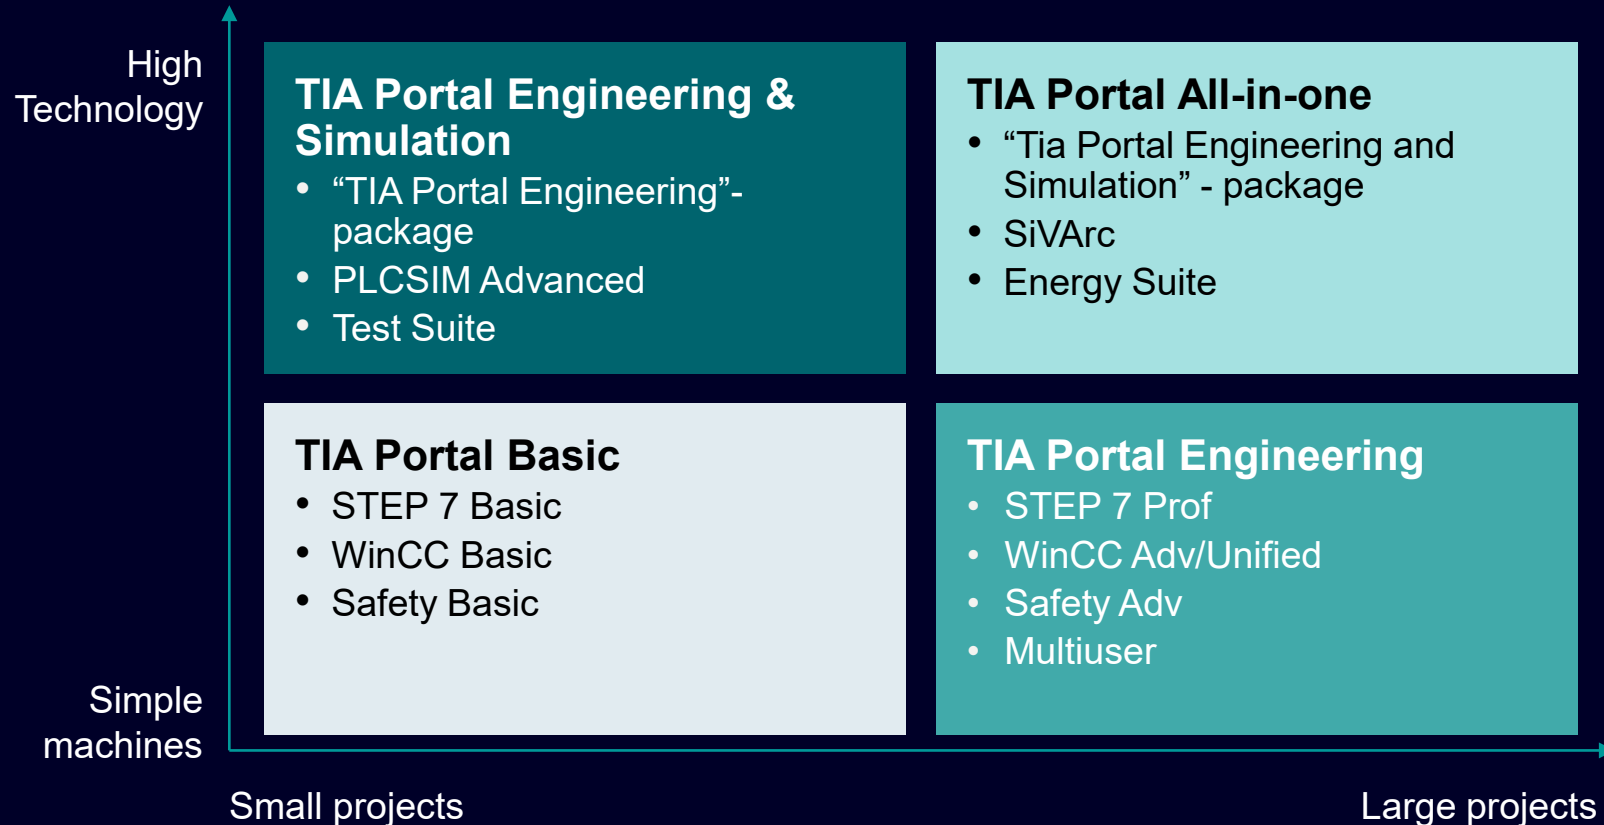 High
Technology
TIA Portal Engineering &
Simulation
• “TIA Portal Engineering”-
package
• PLCSIM Advanced
• Test Suite
TIA Portal All-in-one
• “Tia Portal Engineering and
Simulation” - package
• SiVArc
• Energy Suite
TIA Portal Basic
• STEP 7 Basic
• WinCC Basic
• Safety Basic
TIA Portal Engineering
• STEP 7 Prof
• WinCC Adv/Unified
• Safety Adv
• Multiuser
Simple
machines
Small projects
Large projects